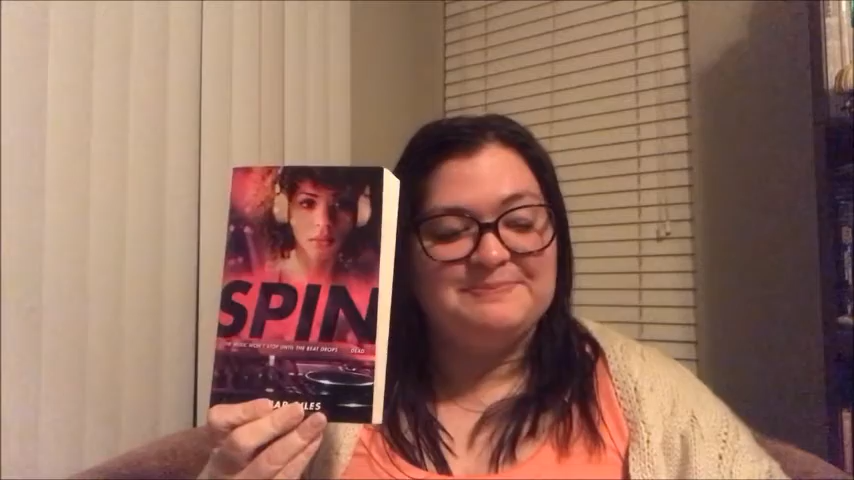 SPIN
THE MUSIC WON'T STOP UNTIL THE BEAT DROPS DEAD